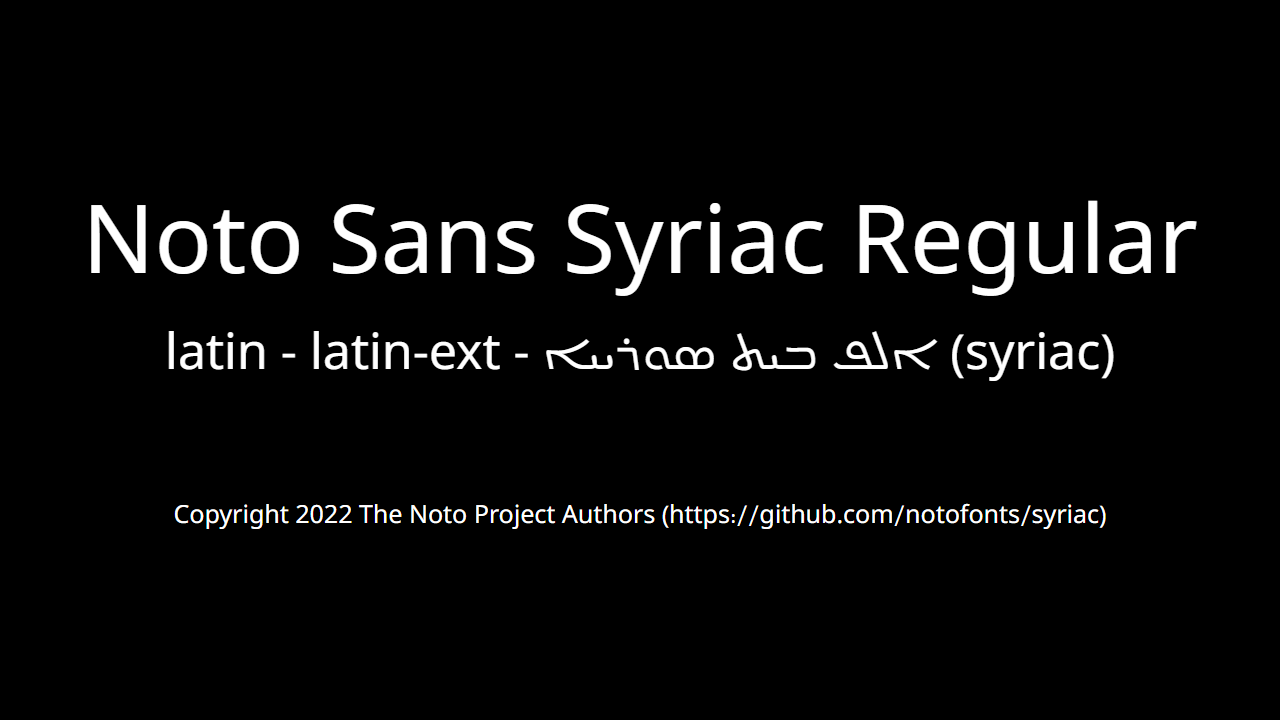 Noto Sans Syriac Regular
latin - latin-ext - ܐܠܦ ܒܝܬ ܣܘܪܝܝܐ (syriac)
Copyright 2022 The Noto Project Authors (https://github.com/notofonts/syriac)